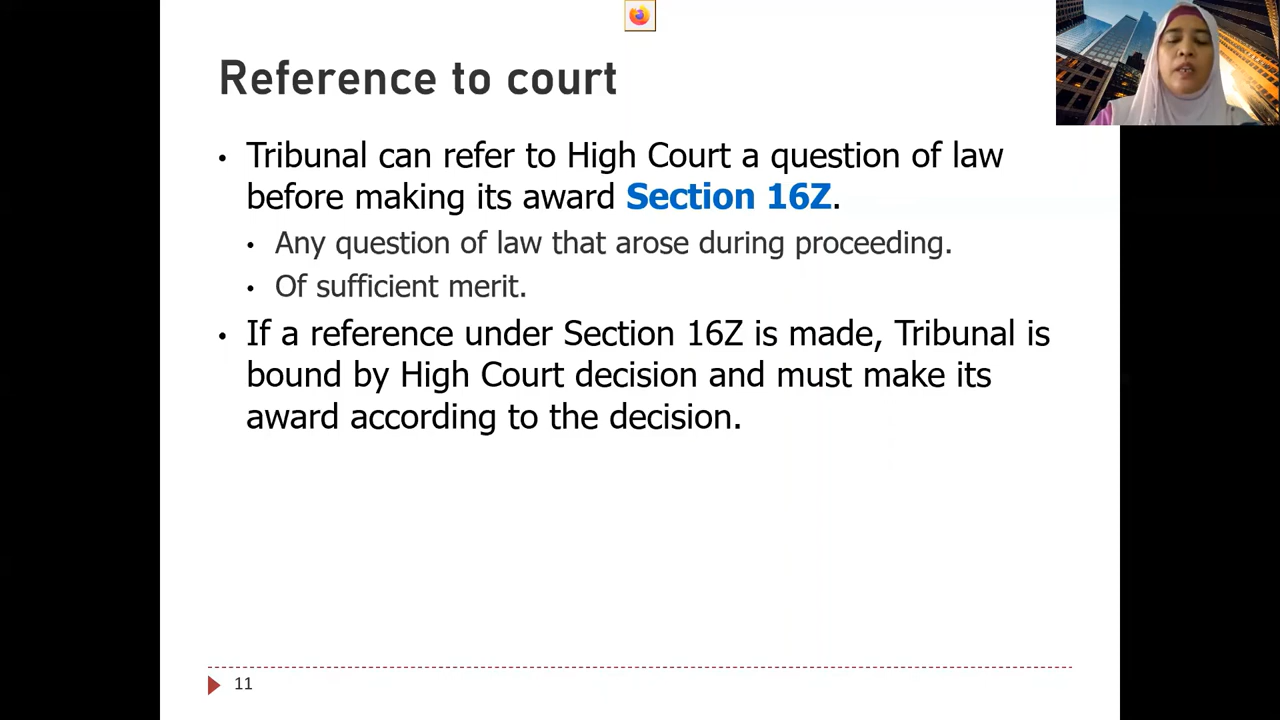 Reference to court
• Tribunal can refer to High Court a question of law
before making its award Section 16Z.
• Any question of law that arose during proceeding.
• Of sufficient merit.
• If a reference under Section 16Z is made, Tribunal is
bound by High Court decision and must make its
award according to the decision.
11